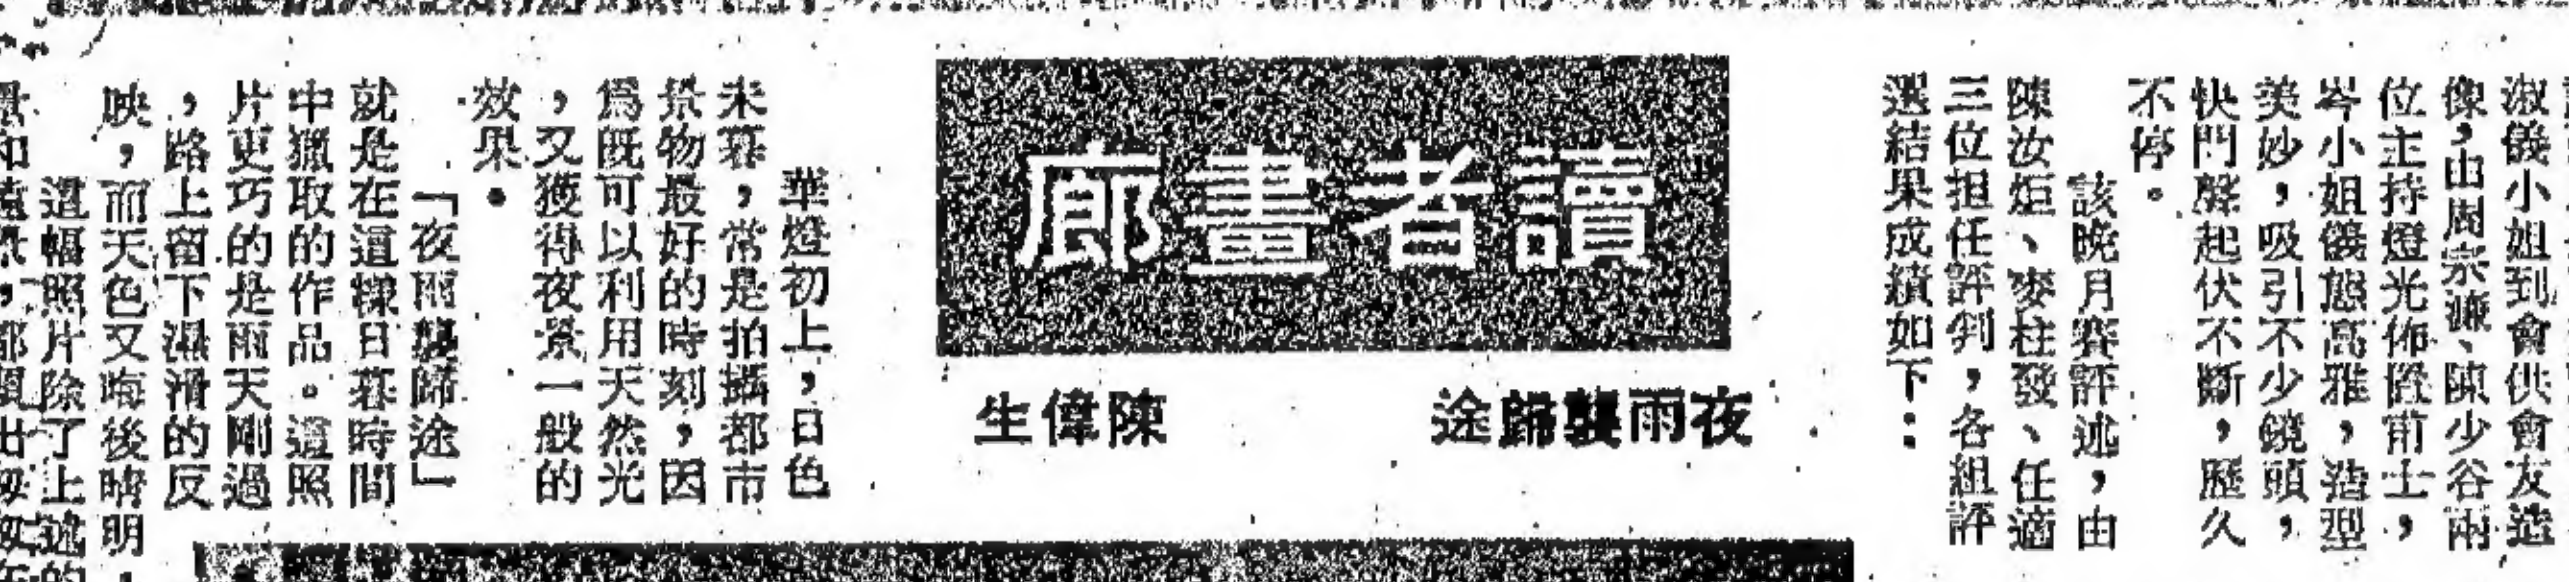 淑儀小姐到會供會友造
像，由周宗濂、陳少谷兩
位主持燈光佈置，
岑小姐儀態高雅，造型
美妙，吸引不少鏡頭，
快門聲起伏不斷，歷久
不停。
該晚月賽評述，由
陳汝炬、麥柱發、任適
三位担任評判，各組評
選結果成績如下：
讀者畫廊
夜雨襲歸途
陳偉生
華燈初上，日色
未暮，常是拍攝都市
景物最好的時刻，因
爲既可以利用天然光
，又獲得夜景一般的
效果。
「夜雨襲歸途」
就是在這樣日暮時間
中獵取的作品。這照
片更巧的是雨天剛過
，路上留下濕滑的反
映，而天色又晦後晴明，
這幅照片除了上述的